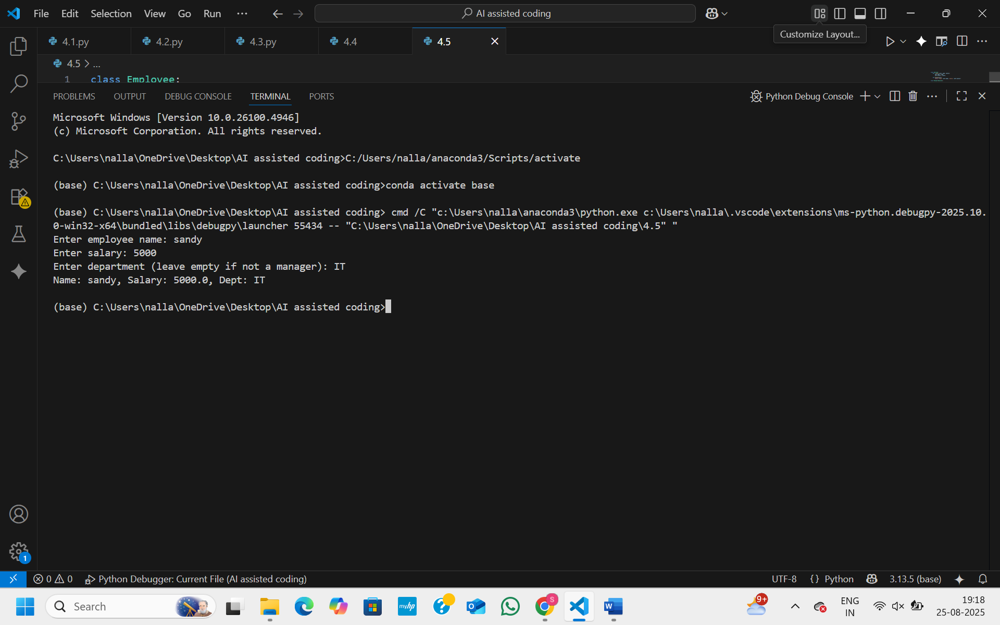 File Edit Selection View Go Run ... AI assisted coding
Customize Layout...
4.1.py 4.2.py 4.3.py 4.4 4.5
4.5 > ...
1 class Employee:
PROBLEMS OUTPUT DEBUG CONSOLE TERMINAL PORTS Python Debug Console
Microsoft Windows [Version 10.0.26100.4946]
(c) Microsoft Corporation. All rights reserved.
C:\Users\nalla\OneDrive\Desktop\AI assisted coding>C:/Users/nalla/anaconda3/Scripts/activate
(base) C:\Users\nalla\OneDrive\Desktop\AI assisted coding>conda activate base
(base) C:\Users\nalla\OneDrive\Desktop\AI assisted coding> cmd /C "c:\Users\nalla\anaconda3\python.exe c:\Users\nalla\.vscode\extensions\ms-python.debugpy-2025.10.
0-win32-x64\bundled\libs\debugpy\launcher 55434 -- "C:\Users\nalla\OneDrive\Desktop\AI assisted coding\4.5" "
Enter employee name: sandy
Enter salary: 5000
Enter department (leave empty if not a manager): IT
Name: sandy, Salary: 5000.0, Dept: IT
(base) C:\Users\nalla\OneDrive\Desktop\AI assisted coding>
1
0 0 Python Debugger: Current File (AI assisted coding) UTF-8 {} Python 3.13.5 (base)
Search myhp S W 9+ ENG 19:18
IN 25-08-2025